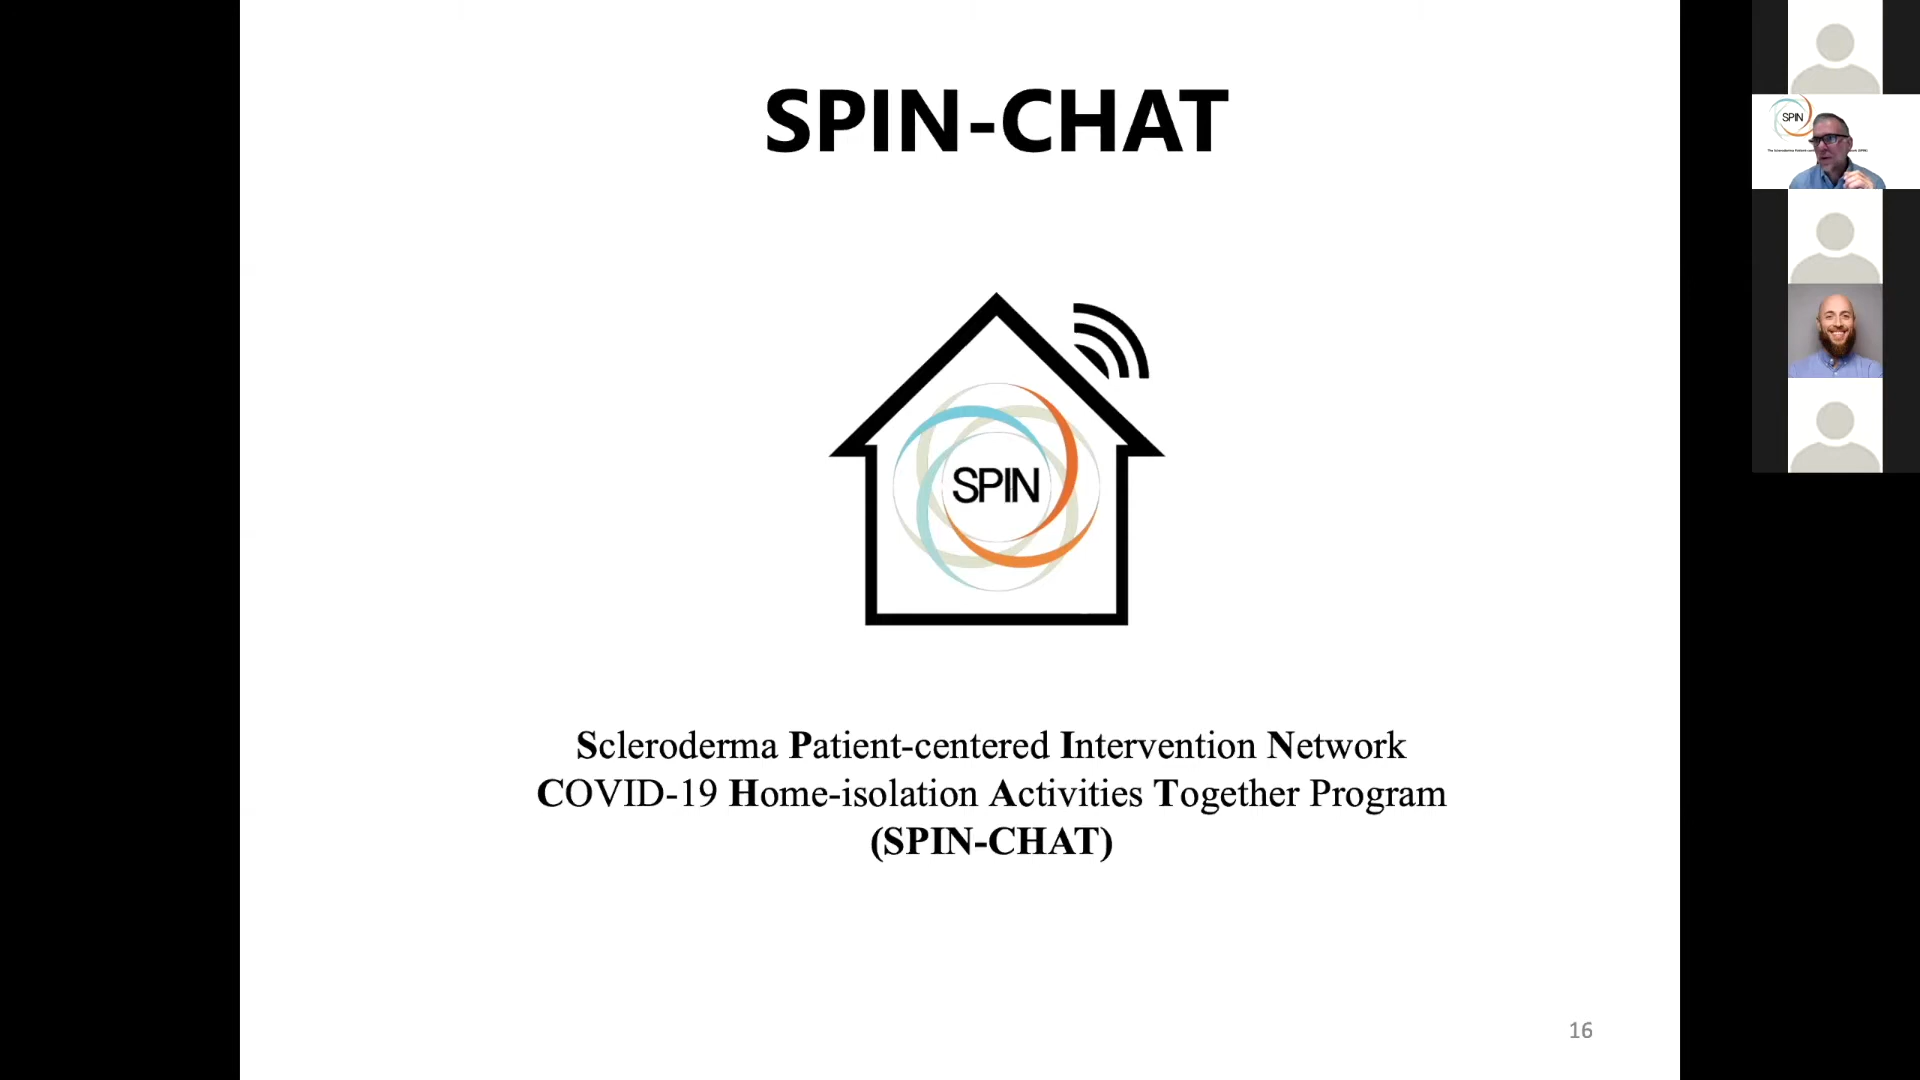 SPIN-CHAT
SPIN
Scleroderma Patient-centered Intervention Network
COVID-19 Home-isolation Activities Together Program
(SPIN-CHAT)
16
SPIN